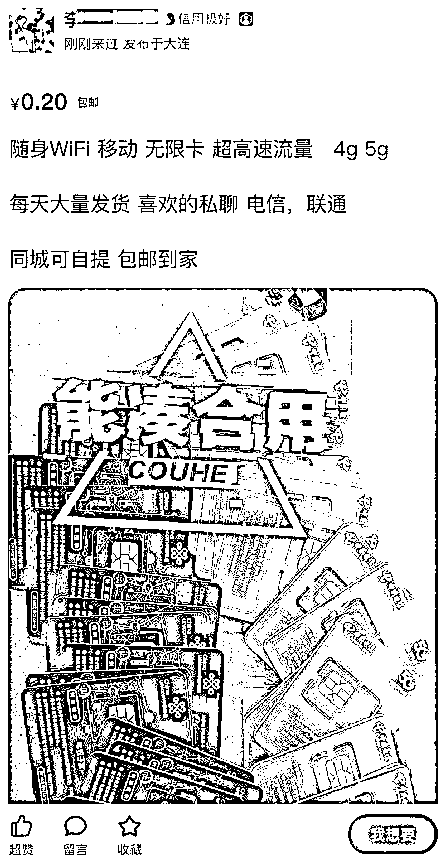 信用极好
刚刚来过 发布于大连
¥0.20 包邮
随身WiFi 移动 无限卡 超高速流量 4g 5g
每天大量发货 喜欢的私聊 电信，联通
同城可自提 包邮到家
能凑合用
COUHE
超赞 留言 收藏 我想要